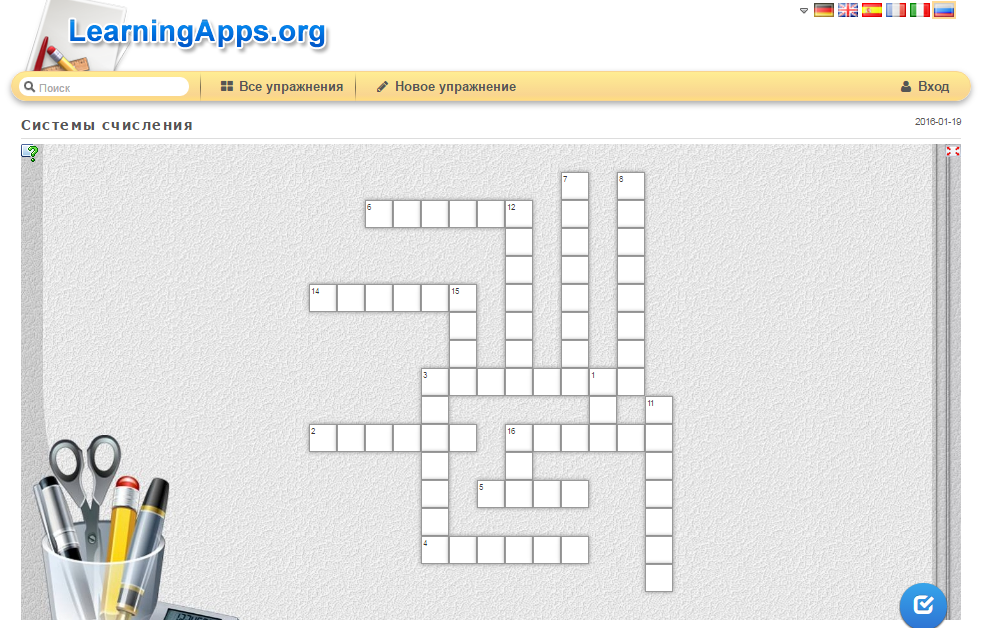 LearningApps.org
Поиск
Все упражнения
Новое упражнение
Вход
Системы счисления
2016-01-19
7 8
6 12
14 15
3 1
11
2 16
5
4